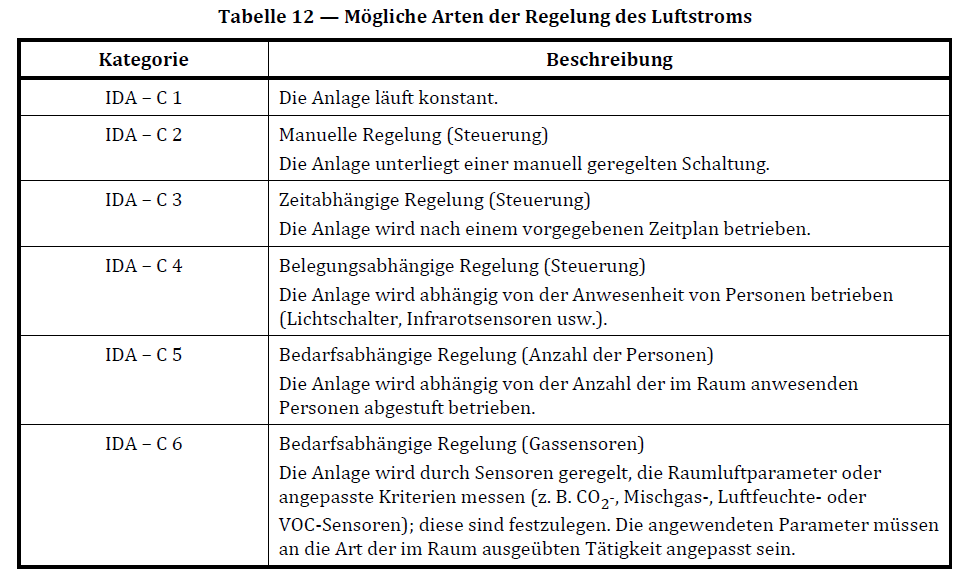 Tabelle 12 — Mögliche Arten der Regelung des Luftstroms
Kategorie Beschreibung
IDA – C 1 Die Anlage läuft konstant.
IDA – C 2 Manuelle Regelung (Steuerung)
Die Anlage unterliegt einer manuell geregelten Schaltung.
IDA – C 3 Zeitabhängige Regelung (Steuerung)
Die Anlage wird nach einem vorgegebenen Zeitplan betrieben.
IDA – C 4 Belegungsabhängige Regelung (Steuerung)
Die Anlage wird abhängig von der Anwesenheit von Personen betrieben
(Lichtschalter, Infrarotsensoren usw.).
IDA – C 5 Bedarfsabhängige Regelung (Anzahl der Personen)
Die Anlage wird abhängig von der Anzahl der im Raum anwesenden
Personen abgestuft betrieben.
IDA – C 6 Bedarfsabhängige Regelung (Gassensoren)
Die Anlage wird durch Sensoren geregelt, die Raumluftparameter oder
angepasste Kriterien messen (z. B. CO₂-, Mischgas-, Luftfeuchte- oder
VOC-Sensoren); diese sind festzulegen. Die angewendeten Parameter müssen
an die Art der im Raum ausgeübten Tätigkeit angepasst sein.